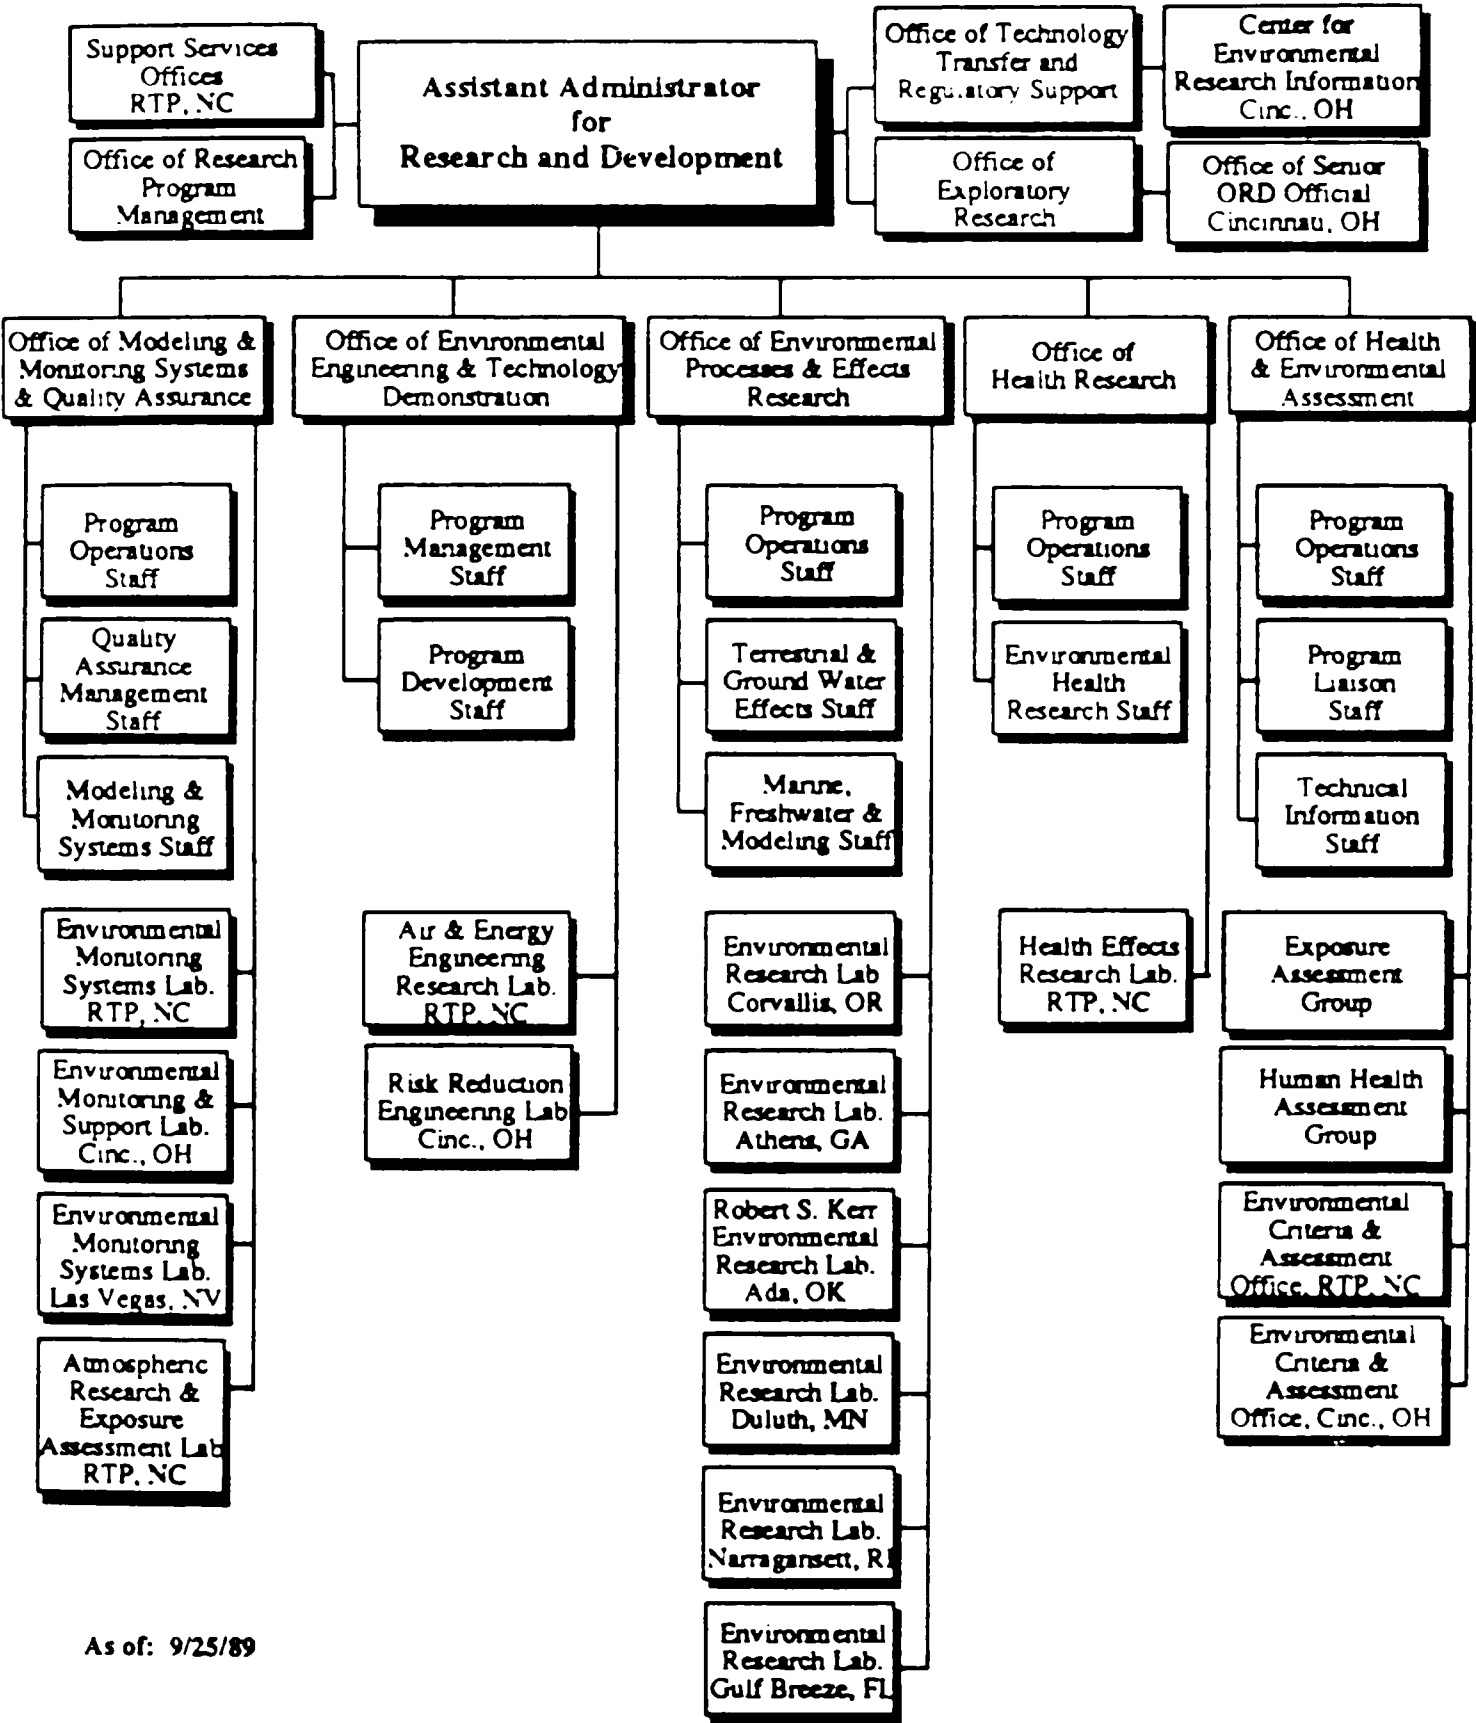 Support Services
Offices
RTP, NC
Office of Research
Program
Management
Assistant Administrator
for
Research and Development
Office of Technology
Transfer and
Regulatory Support
Center for
Environmental
Research Information
Cinc., OH
Office of
Exploratory
Research
Office of Senior
ORD Official
Cincinnati, OH
Office of Modeling &
Monitoring Systems
& Quality Assurance
Program
Operations
Staff
Quality
Assurance
Management
Staff
Modeling &
Monitoring
Systems Staff
Environmental
Monitoring
Systems Lab.
RTP, NC
Environmental
Monitoring &
Support Lab.
Cinc., OH
Environmental
Monitoring
Systems Lab.
Las Vegas, NV
Atmospheric
Research &
Exposure
Assessment Lab
RTP, NC
Office of Environmental
Engineering & Technology
Demonstration
Program
Management
Staff
Program
Development
Staff
Air & Energy
Engineering
Research Lab.
RTP, NC
Risk Reduction
Engineering Lab
Cinc., OH
Office of Environmental
Processes & Effects
Research
Program
Operations
Staff
Terrestrial &
Ground Water
Effects Staff
Marine,
Freshwater &
Modeling Staff
Environmental
Research Lab
Corvallis, OR
Environmental
Research Lab.
Athens, GA
Robert S. Kerr
Environmental
Research Lab.
Ada, OK
Environmental
Research Lab.
Duluth, MN
Environmental
Research Lab.
Narragansett, RI
Environmental
Research Lab.
Gulf Breeze, FL
Office of
Health Research
Program
Operations
Staff
Environmental
Health
Research Staff
Health Effects
Research Lab.
RTP, NC
Office of Health
& Environmental
Assessment
Program
Operations
Staff
Program
Liaison
Staff
Technical
Information
Staff
Exposure
Assessment
Group
Human Health
Assessment
Group
Environmental
Criteria &
Assessment
Office, RTP, NC
Environmental
Criteria &
Assessment
Office, Cinc., OH
As of: 9/25/89